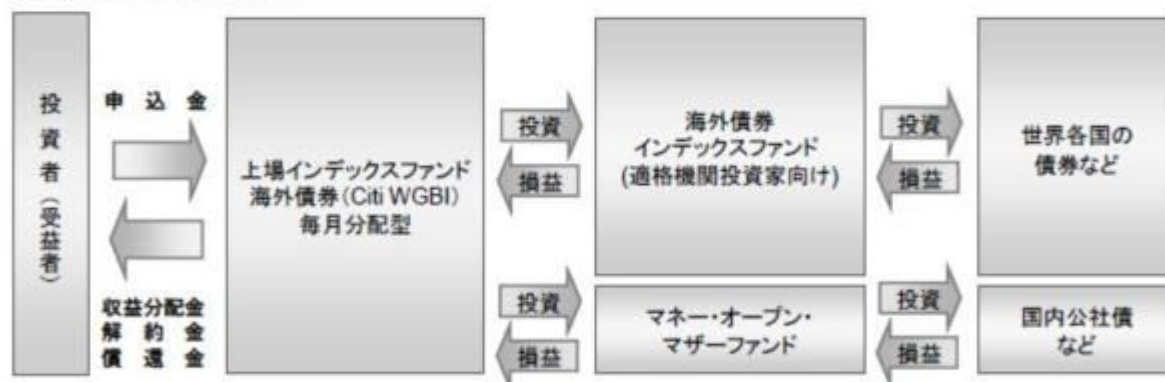 投資者(受益者)
申込金
収益分配金
解約金
償還金
上場インデックスファンド
海外債券(Citi WGBI)
毎月分配型
投資
損益
投資
損益
海外債券
インデックスファンド
(適格機関投資家向け)
マネー・オープン・
マザーファンド
投資
損益
投資
損益
世界各国の
債券など
国内公社債
など